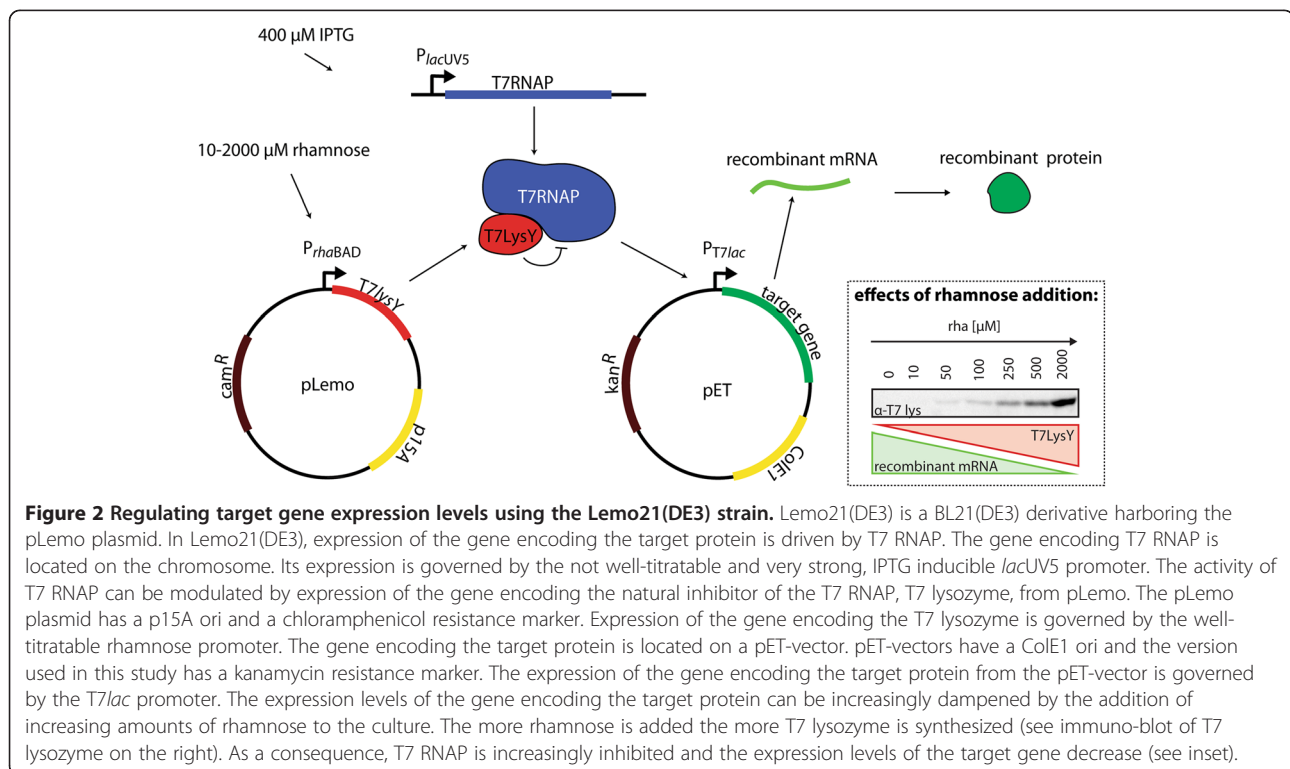 400 µM IPTG
PlacUV5
T7RNAP
10-2000 µM rhamnose
T7RNAP
T7LysY
recombinant mRNA
recombinant protein
PrhaBAD
T7lysY
camR
pLemo
p15A
PT7lac
target gene
kanR
pET
ColE1
effects of rhamnose addition:
rha [µM]
0 10 50 100 250 500 2000
α-T7 lys
T7LysY
recombinant mRNA
Figure 2 Regulating target gene expression levels using the Lemo21(DE3) strain. Lemo21(DE3) is a BL21(DE3) derivative harboring the
pLemo plasmid. In Lemo21(DE3), expression of the gene encoding the target protein is driven by T7 RNAP. The gene encoding T7 RNAP is
located on the chromosome. Its expression is governed by the not well-titratable and very strong, IPTG inducible lacUV5 promoter. The activity of
T7 RNAP can be modulated by expression of the gene encoding the natural inhibitor of the T7 RNAP, T7 lysozyme, from pLemo. The pLemo
plasmid has a p15A ori and a chloramphenicol resistance marker. Expression of the gene encoding the T7 lysozyme is governed by the well-
titratable rhamnose promoter. The gene encoding the target protein is located on a pET-vector. pET-vectors have a ColE1 ori and the version
used in this study has a kanamycin resistance marker. The expression of the gene encoding the target protein from the pET-vector is governed
by the T7lac promoter. The expression levels of the gene encoding the target protein can be increasingly dampened by the addition of
increasing amounts of rhamnose to the culture. The more rhamnose is added the more T7 lysozyme is synthesized (see immuno-blot of T7
lysozyme on the right). As a consequence, T7 RNAP is increasingly inhibited and the expression levels of the target gene decrease (see inset).